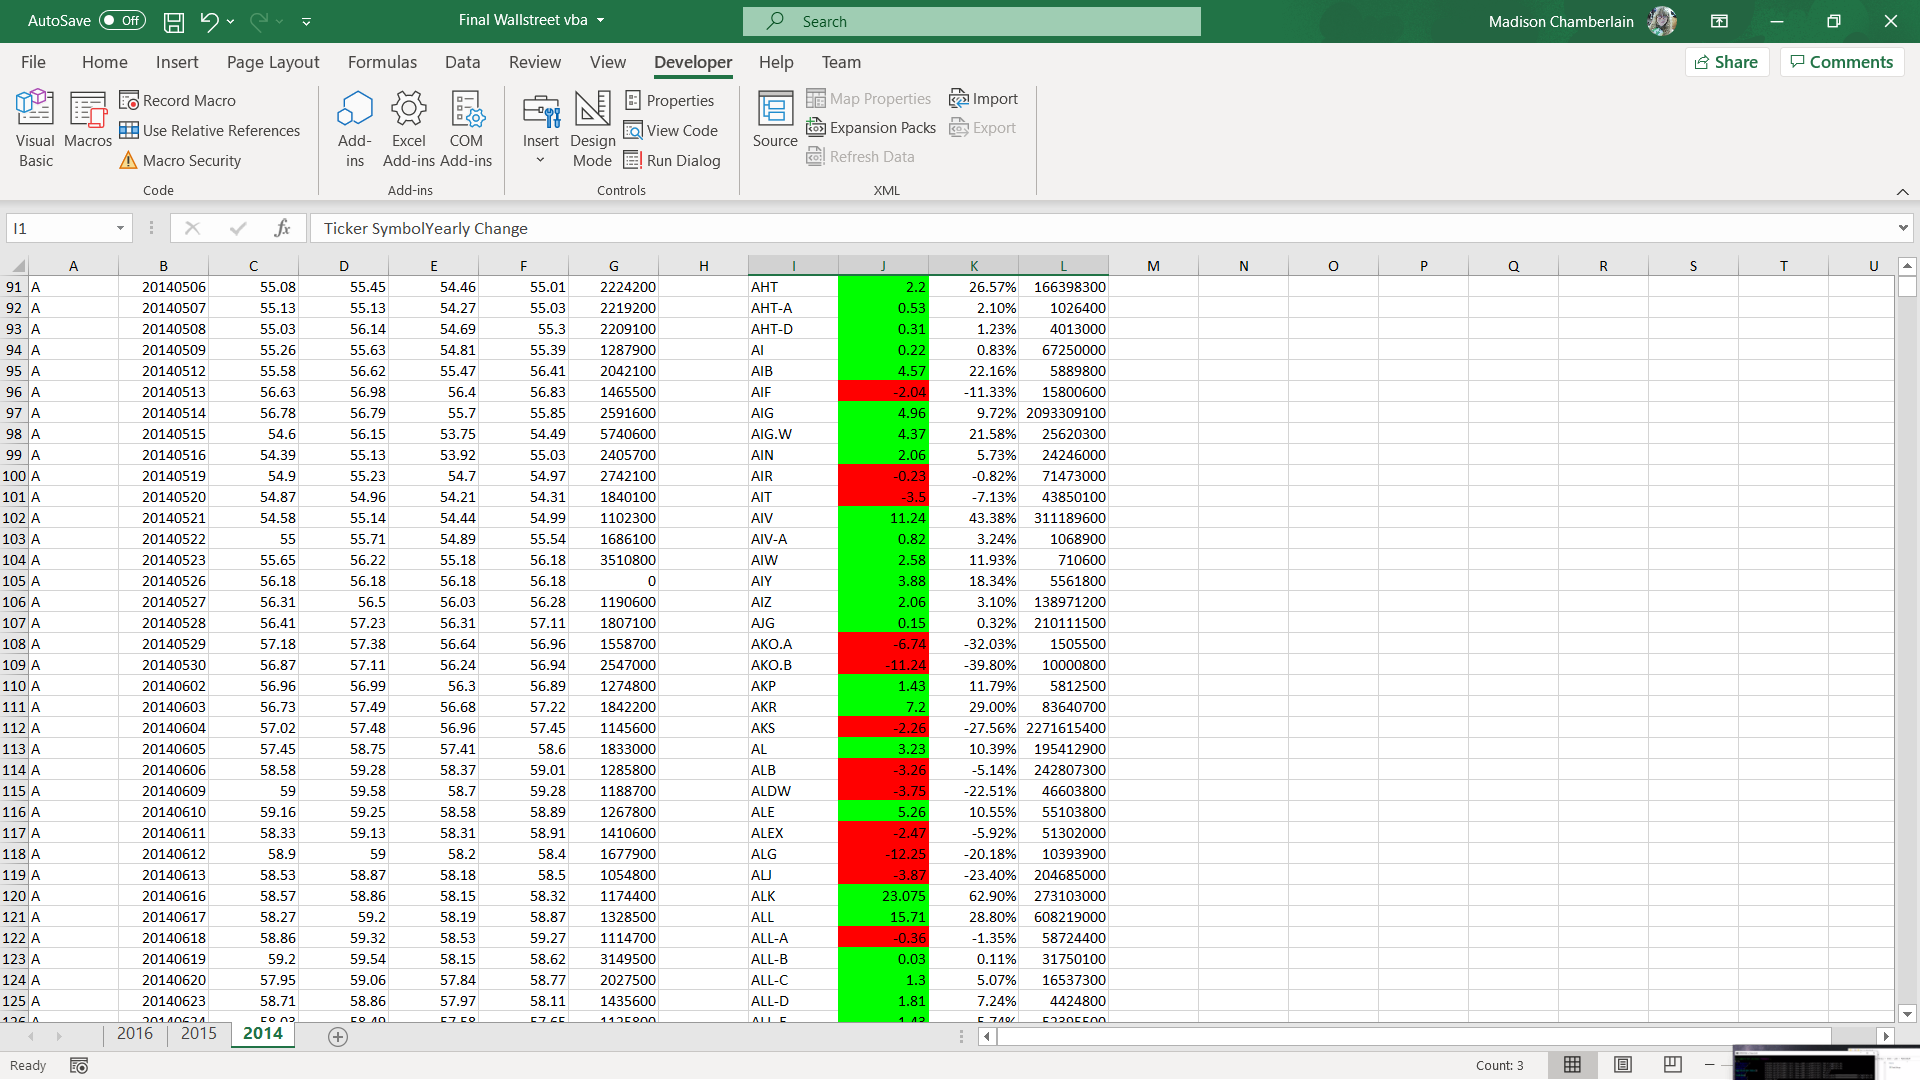 AutoSave Off Final Wallstreet vba Search Madison Chamberlain
File Home Insert Page Layout Formulas Data Review View Developer Help Team Share Comments
Visual Basic Macros Record Macro Use Relative References Macro Security Code
Add-ins Excel Add-ins COM Add-ins Add-ins
Insert Design Mode Properties View Code Run Dialog Controls
Source Map Properties Expansion Packs Refresh Data Import Export XML
I1 fx Ticker SymbolYearly Change
A B C D E F G H I J K L M N O P Q R S T U
91 A 20140506 55.08 55.45 54.46 55.01 2224200 AHT 2.2 26.57% 166398300
92 A 20140507 55.13 55.13 54.27 55.03 2219200 AHT-A 0.53 2.10% 1026400
93 A 20140508 55.03 56.14 54.69 55.3 2209100 AHT-D 0.31 1.23% 4013000
94 A 20140509 55.26 55.63 54.81 55.39 1287900 AI 0.22 0.83% 67250000
95 A 20140512 55.58 56.62 55.47 56.41 2042100 AIB 4.57 22.16% 5889800
96 A 20140513 56.63 56.98 56.4 56.83 1465500 AIF -2.04 -11.33% 15800600
97 A 20140514 56.78 56.79 55.7 55.85 2591600 AIG 4.96 9.72% 2093309100
98 A 20140515 54.6 56.15 53.75 54.49 5740600 AIG.W 4.37 21.58% 25620300
99 A 20140516 54.39 55.13 53.92 55.03 2405700 AIN 2.06 5.73% 24246000
100 A 20140519 54.9 55.23 54.7 54.97 2742100 AIR -0.23 -0.82% 71473000
101 A 20140520 54.87 54.96 54.21 54.31 1840100 AIT -3.5 -7.13% 43850100
102 A 20140521 54.58 55.14 54.44 54.99 1102300 AIV 11.24 43.38% 311189600
103 A 20140522 55 55.71 54.89 55.54 1686100 AIV-A 0.82 3.24% 1068900
104 A 20140523 55.65 56.22 55.18 56.18 3510800 AIW 2.58 11.93% 710600
105 A 20140526 56.18 56.18 56.18 56.18 0 AIY 3.88 18.34% 5561800
106 A 20140527 56.31 56.5 56.03 56.28 1190600 AIZ 2.06 3.10% 138971200
107 A 20140528 56.41 57.23 56.31 57.11 1807100 AJG 0.15 0.32% 210111500
108 A 20140529 57.18 57.38 56.64 56.96 1558700 AKO.A -6.74 -32.03% 1505500
109 A 20140530 56.87 57.11 56.24 56.94 2547000 AKO.B -11.24 -39.80% 10000800
110 A 20140602 56.96 56.99 56.3 56.89 1274800 AKP 1.43 11.79% 5812500
111 A 20140603 56.73 57.49 56.68 57.22 1842200 AKR 7.2 29.00% 83640700
112 A 20140604 57.02 57.48 56.96 57.45 1145600 AKS -2.26 -27.56% 2271615400
113 A 20140605 57.45 58.75 57.41 58.6 1833000 AL 3.23 10.39% 195412900
114 A 20140606 58.58 59.28 58.37 59.01 1285800 ALB -3.26 -5.14% 242807300
115 A 20140609 59 59.58 58.7 59.28 1188700 ALDW -3.75 -22.51% 46603800
116 A 20140610 59.16 59.25 58.58 58.89 1267800 ALE 5.26 10.55% 55103800
117 A 20140611 58.33 59.13 58.31 58.91 1410600 ALEX -2.47 -5.92% 51302000
118 A 20140612 58.9 59 58.2 58.4 1677900 ALG -12.25 -20.18% 10393900
119 A 20140613 58.53 58.87 58.18 58.5 1054800 ALJ -3.87 -23.40% 204685000
120 A 20140616 58.57 58.86 58.15 58.32 1174400 ALK 23.075 62.90% 273103000
121 A 20140617 58.27 59.2 58.19 58.87 1328500 ALL 15.71 28.80% 608219000
122 A 20140618 58.86 59.32 58.53 59.27 1114700 ALL-A -0.36 -1.35% 58724400
123 A 20140619 59.2 59.54 58.15 58.62 3149500 ALL-B 0.03 0.11% 31750100
124 A 20140620 57.95 59.06 57.84 58.77 2027500 ALL-C 1.3 5.07% 16537300
125 A 20140623 58.71 58.86 57.97 58.11 1435600 ALL-D 1.81 7.24% 4424800
2016 2015 2014
Ready Count: 3